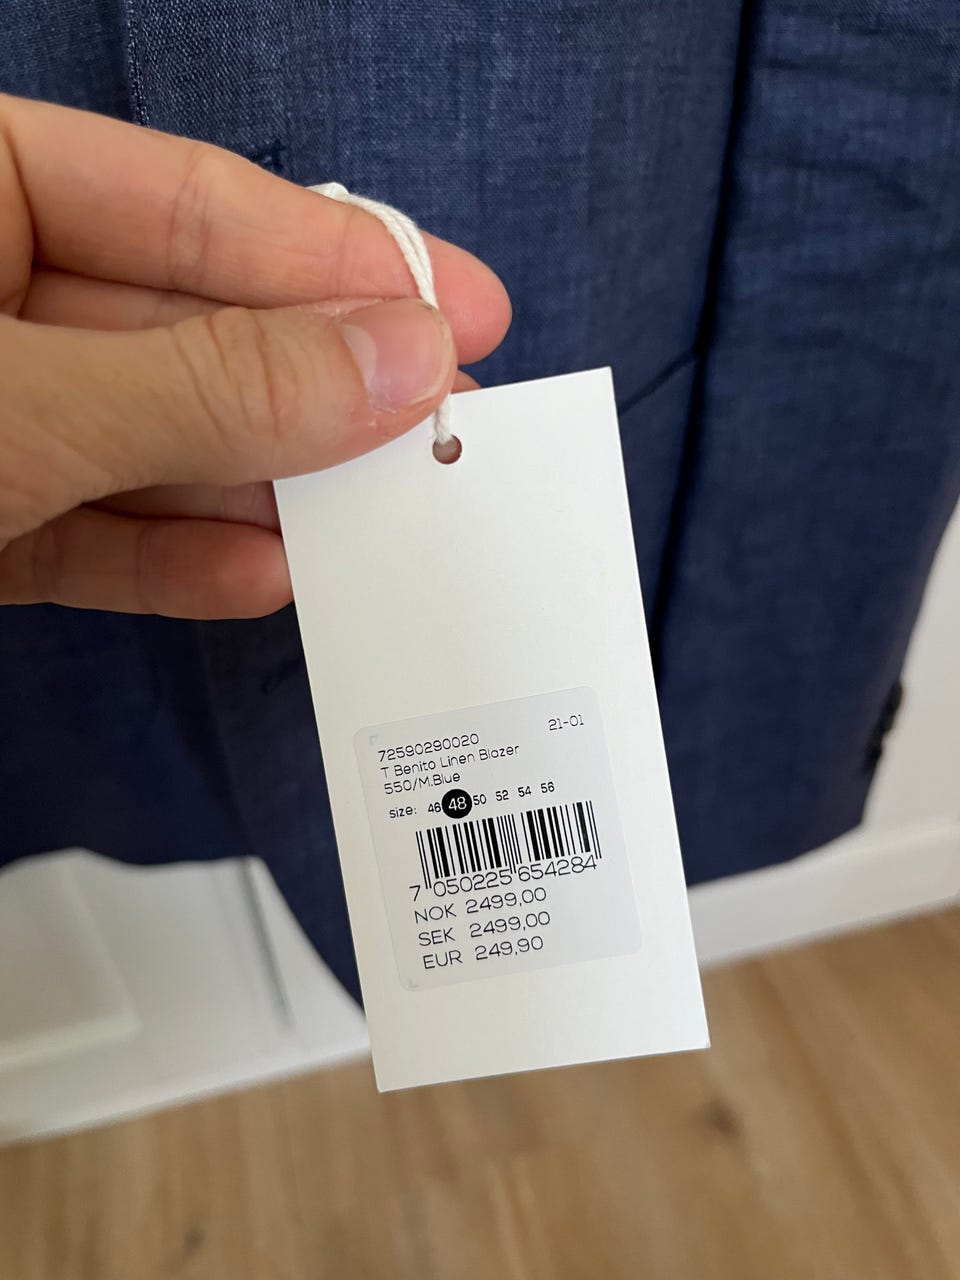 72590290020 21-01
T Benito Linen Blazer
550/M.Blue
size: 46 48 50 52 54 56
7 050225 654284
NOK 2499,00
SEK 2499,00
EUR 249,90